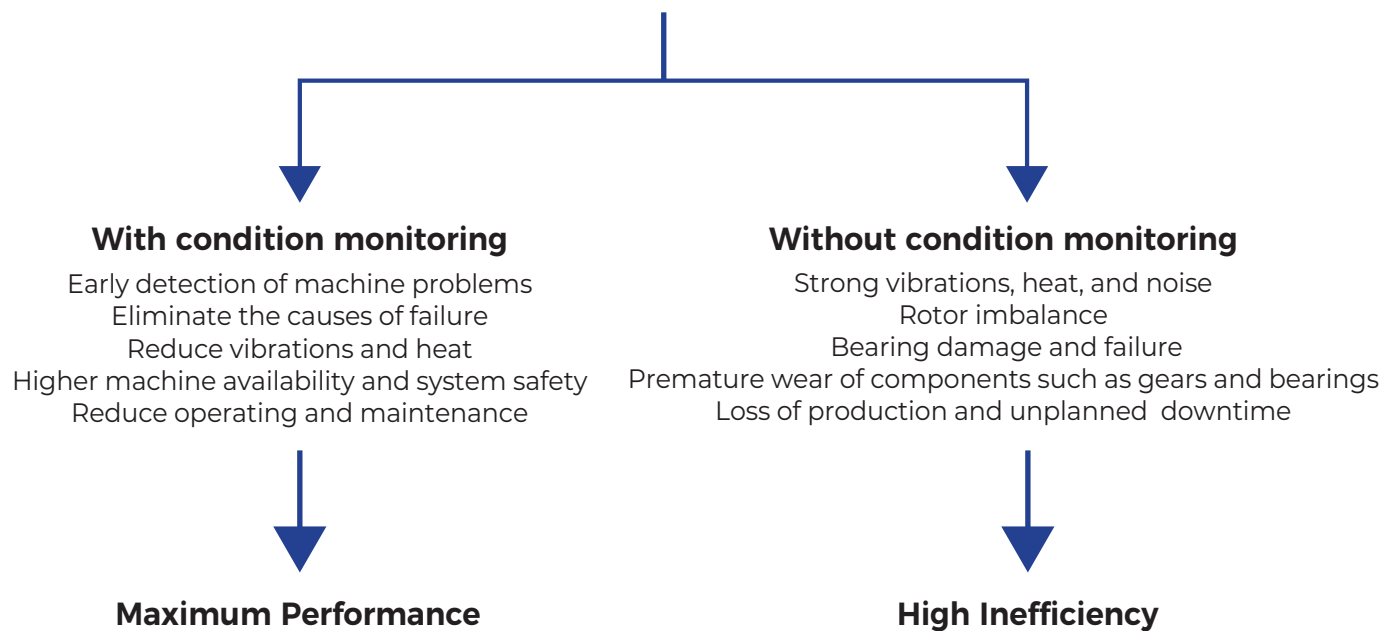 With condition monitoring
Early detection of machine problems
Eliminate the causes of failure
Reduce vibrations and heat
Higher machine availability and system safety
Reduce operating and maintenance
Maximum Performance
Without condition monitoring
Strong vibrations, heat, and noise
Rotor imbalance
Bearing damage and failure
Premature wear of components such as gears and bearings
Loss of production and unplanned  downtime
High Inefficiency